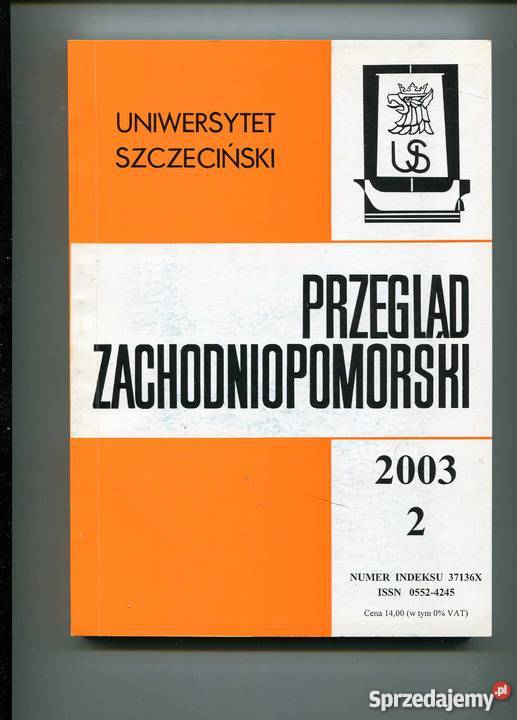 UNIWERSYTET
SZCZECIŃSKI
US
PRZEGLĄD
ZACHODNIOPOMORSKI
2003
2
NUMER INDEKSU 37136X
ISSN 0552-4245
Cena 14,00 (w tym 0% VAT)
Sprzedajemy.pl